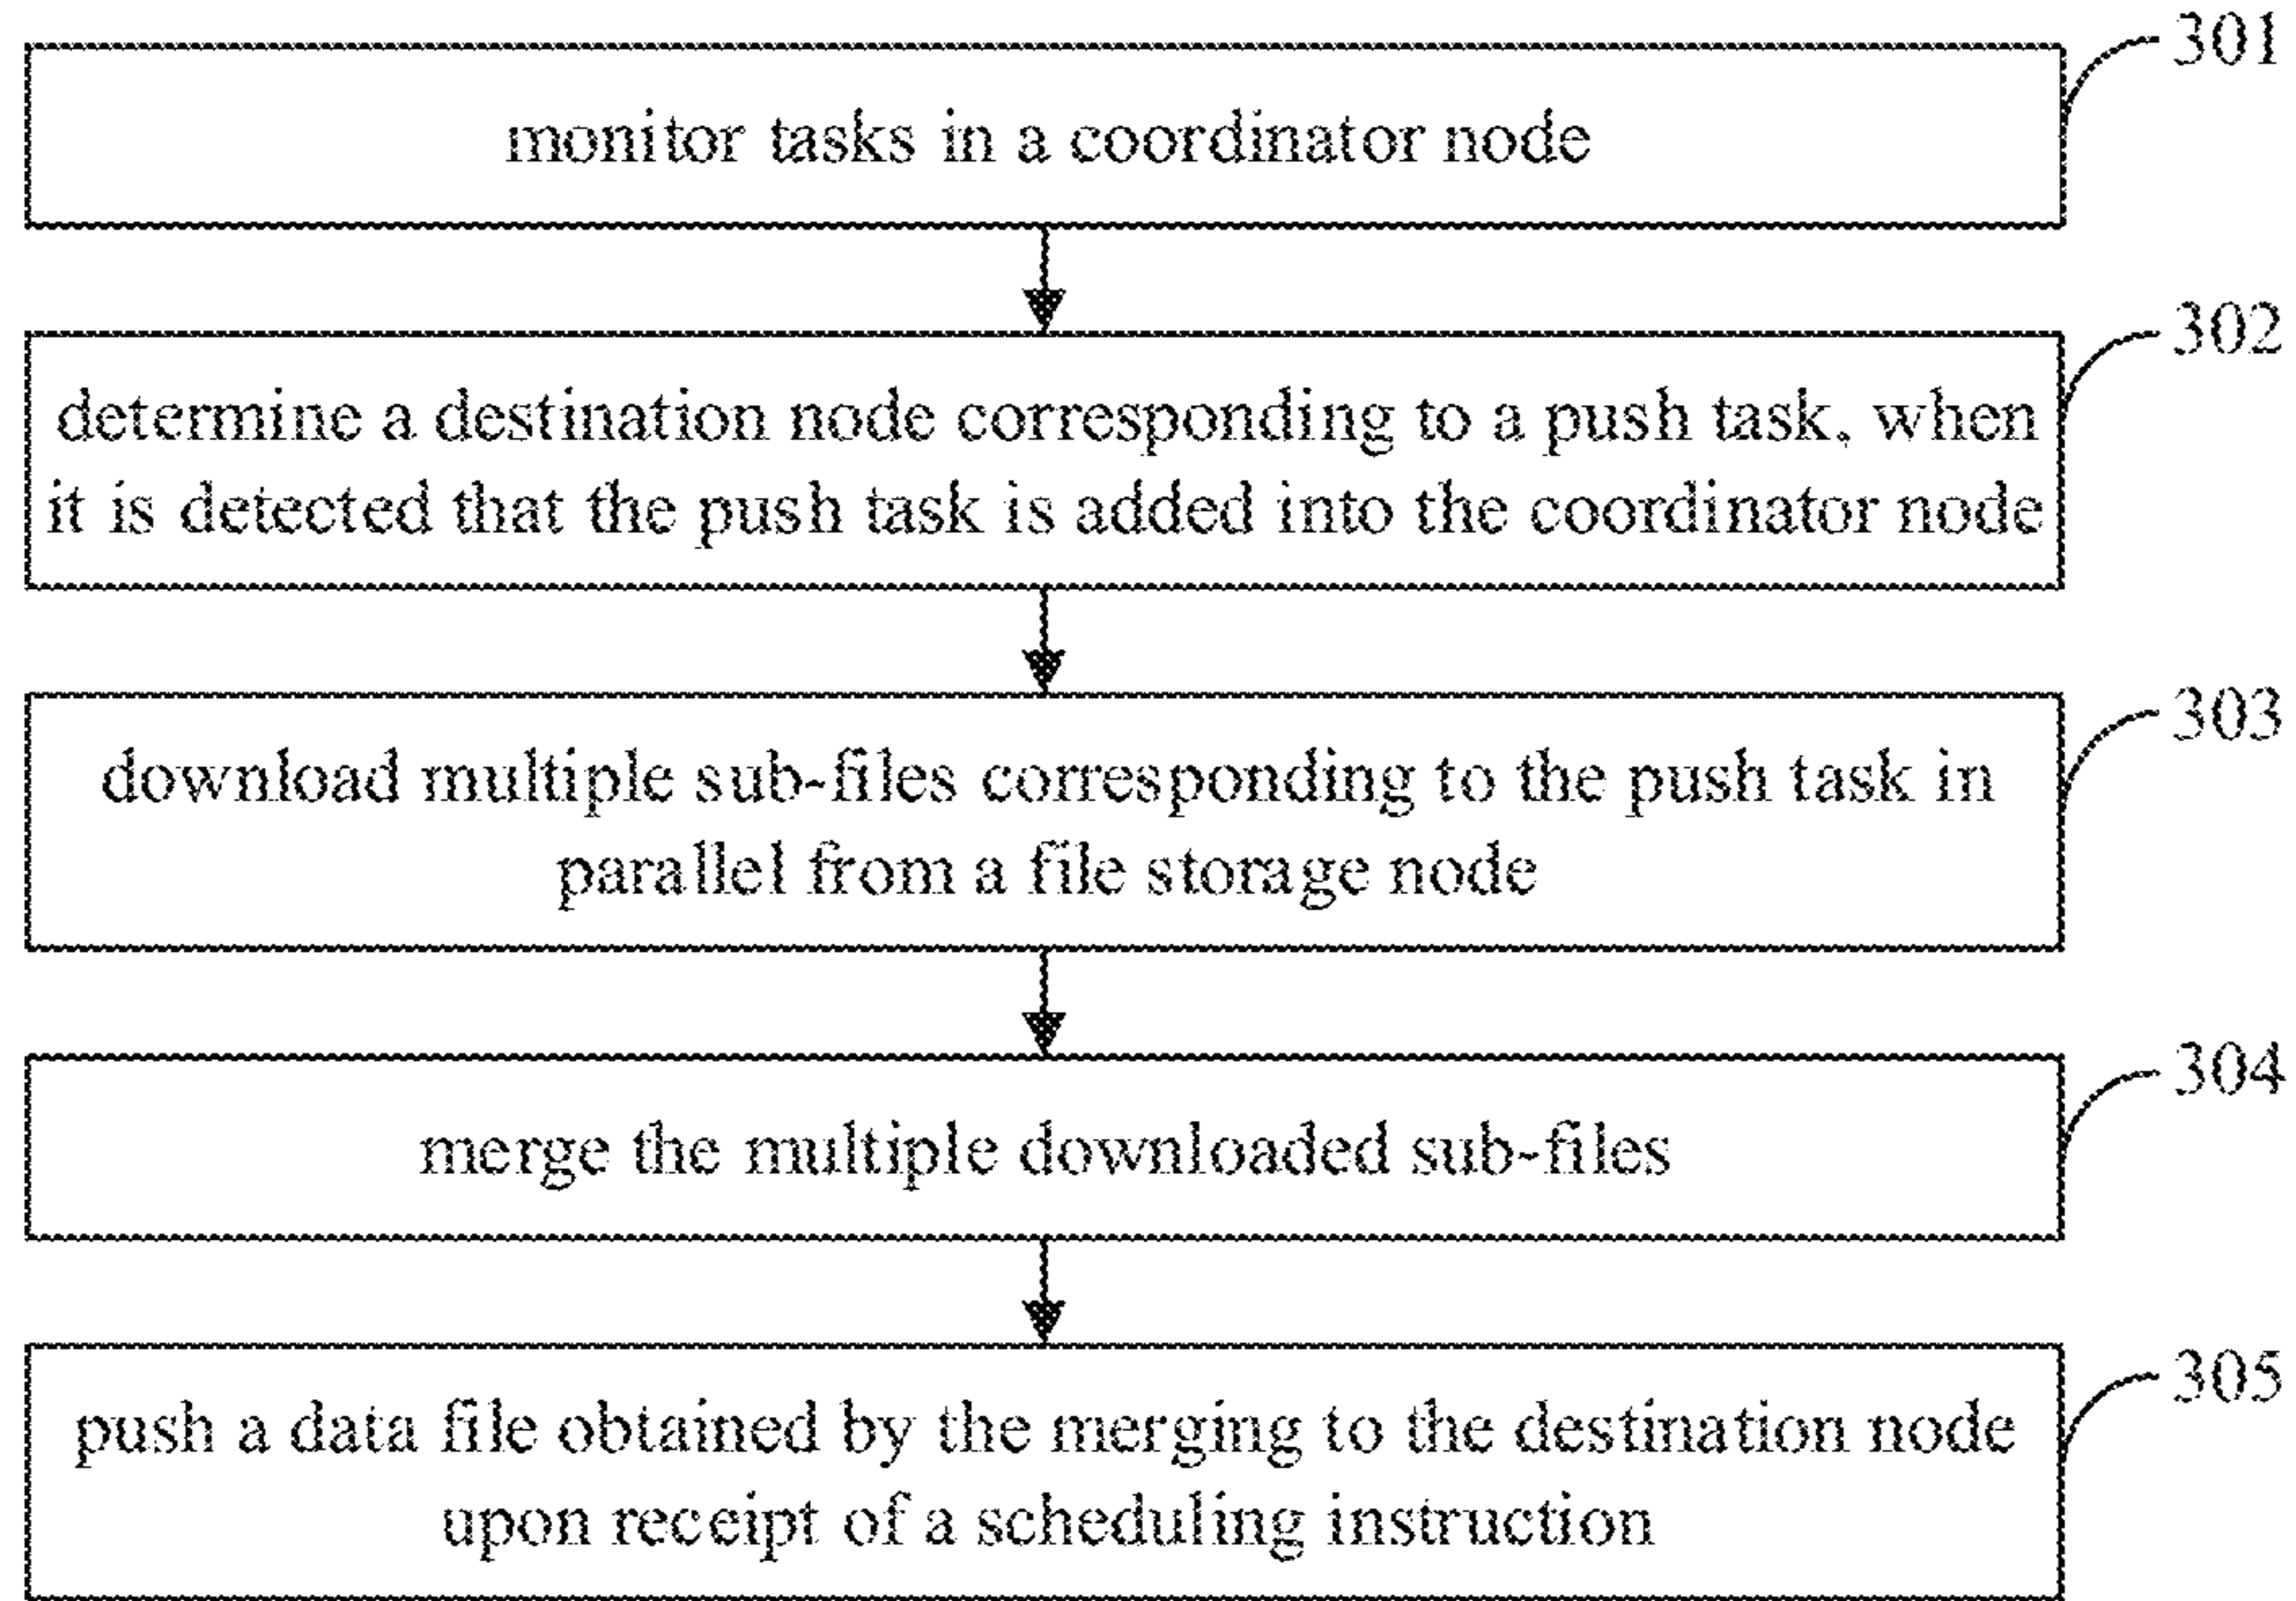 301
monitor tasks in a coordinator node
302
determine a destination node corresponding to a push task, when
it is detected that the push task is added into the coordinator node
303
download multiple sub-files corresponding to the push task in
parallel from a file storage node
304
merge the multiple downloaded sub-files
305
push a data file obtained by the merging to the destination node
upon receipt of a scheduling instruction